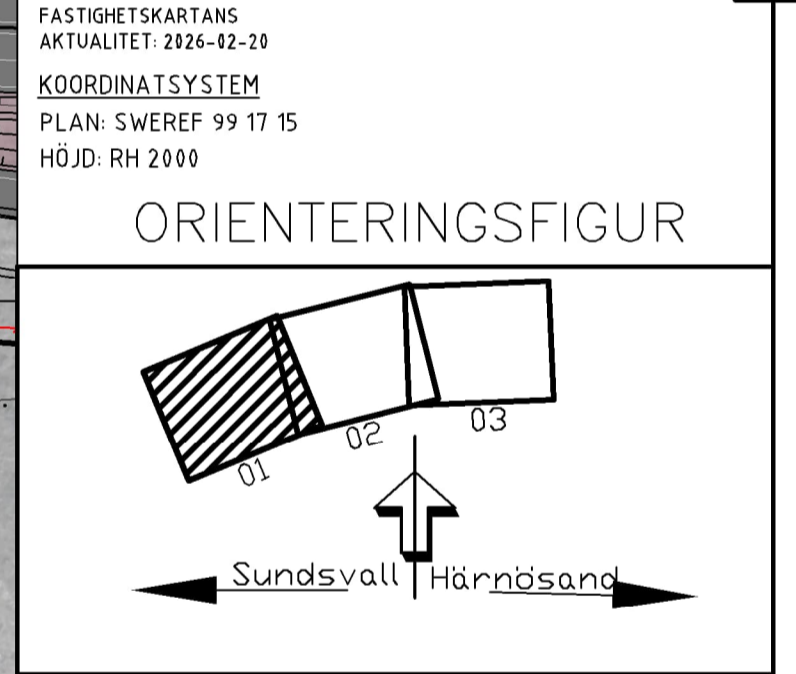 FASTIGHETSKARTANS
AKTUALITET: 2026-02-20
KOORDINATSYSTEM
PLAN: SWEREF 99 17 15
HÖJD: RH 2000
ORIENTERINGSFIGUR
01
02
03
Sundsvall Härnösand